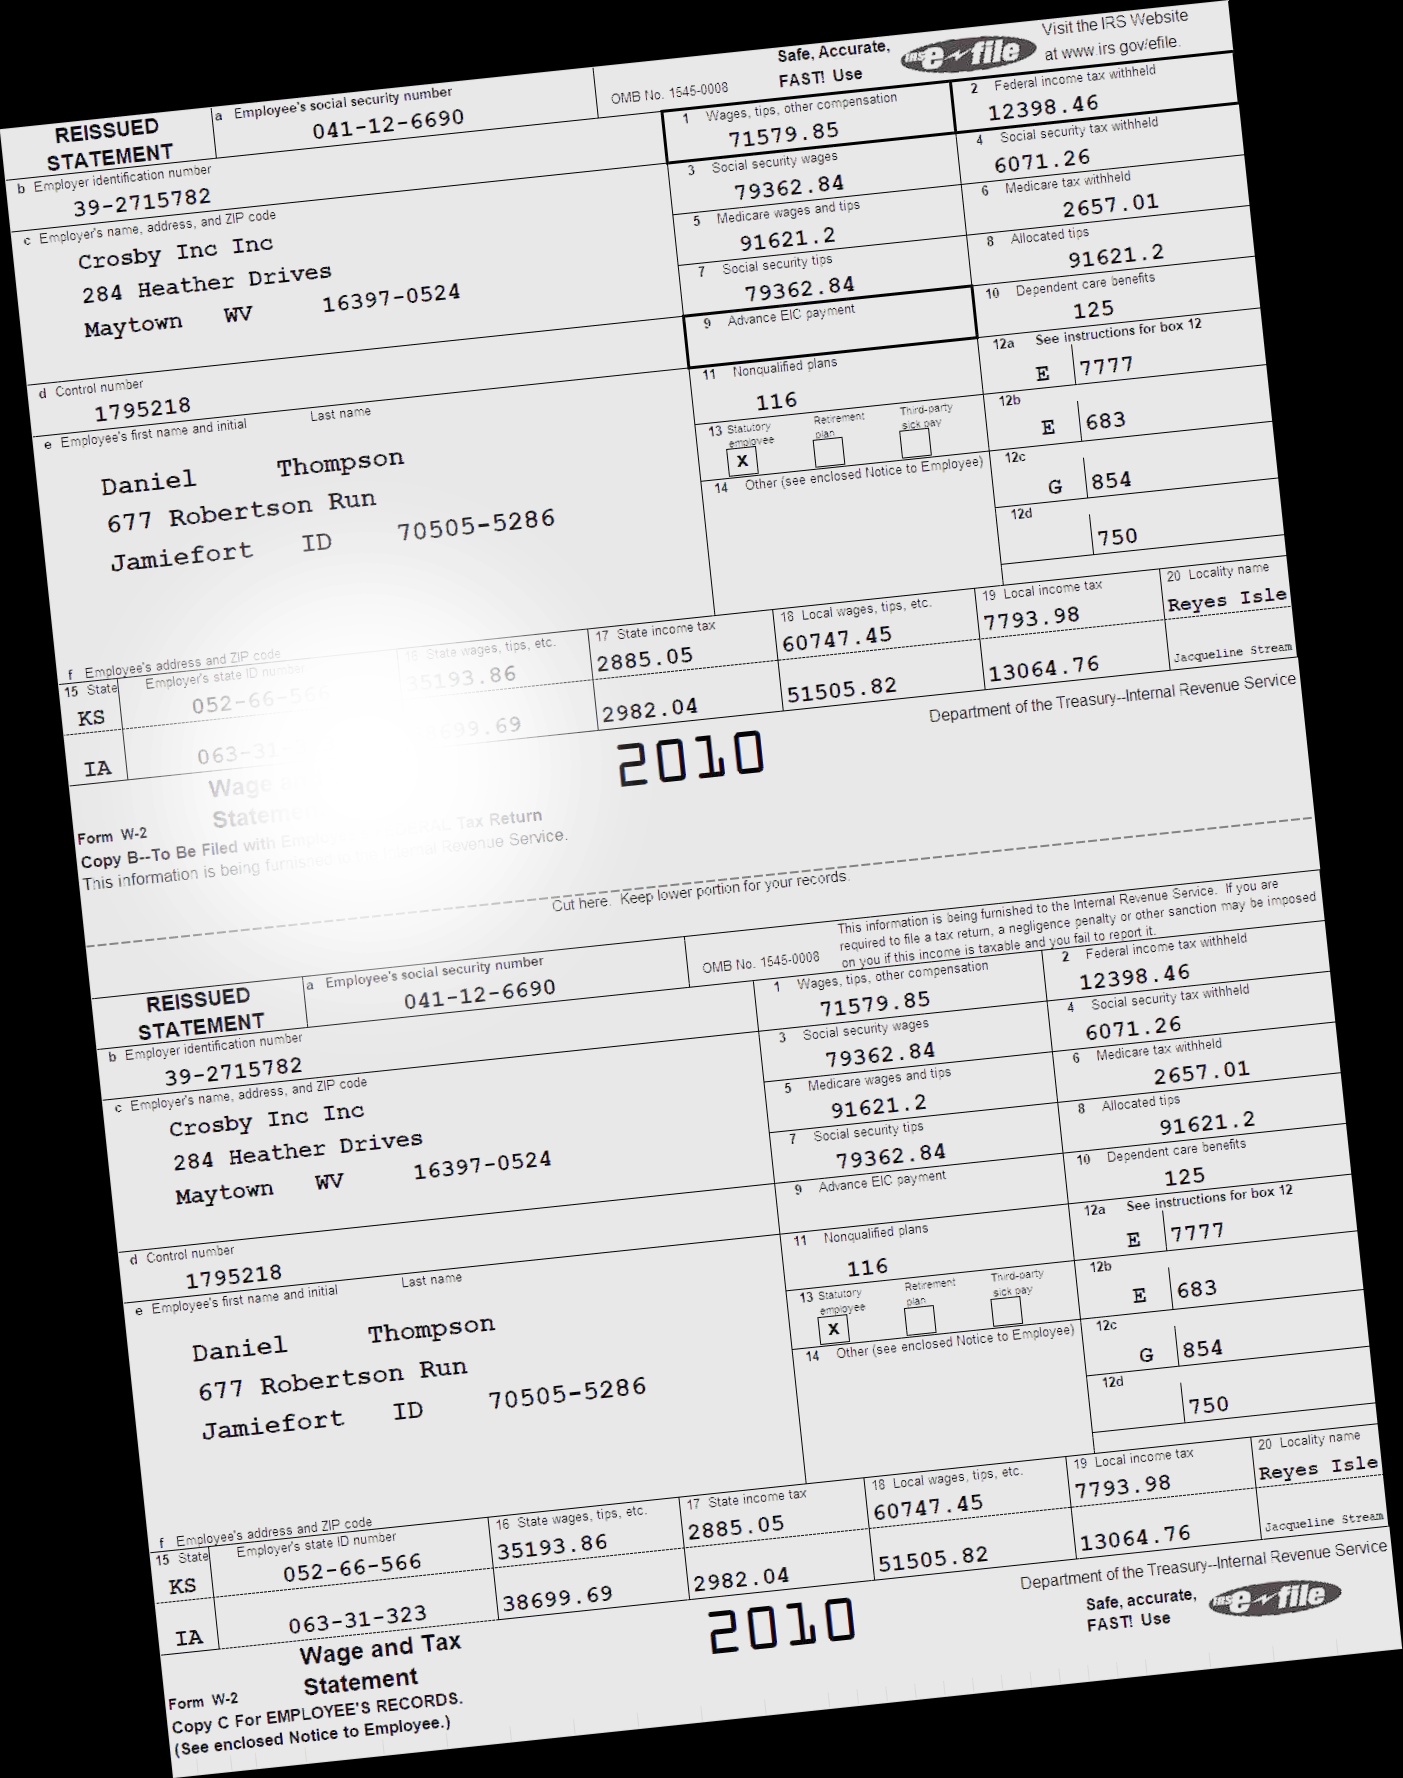 Safe, Accurate,
FAST! Use
IRS e-file
Visit the IRS Website
at www.irs.gov/efile.
REISSUED
STATEMENT
a Employee's social security number
041-12-6690
OMB No. 1545-0008
1 Wages, tips, other compensation
71579.85
2 Federal income tax withheld
12398.46
b Employer identification number
39-2715782
3 Social security wages
79362.84
4 Social security tax withheld
6071.26
c Employer's name, address, and ZIP code
Crosby Inc Inc
284 Heather Drives
Maytown WV 16397-0524
5 Medicare wages and tips
91621.2
6 Medicare tax withheld
2657.01
7 Social security tips
79362.84
8 Allocated tips
91621.2
9 Advance EIC payment
10 Dependent care benefits
125
d Control number
1795218
11 Nonqualified plans
116
12a See instructions for box 12
E 7777
e Employee's first name and initial Last name
Daniel Thompson
677 Robertson Run
Jamiefort ID 70505-5286
13 Statutory employee
X
Retirement plan
Third-party sick pay
12b
E 683
14 Other (see enclosed Notice to Employee)
12c
G 854
12d
750
f Employee's address and ZIP code
15 State Employer's state ID number
16 State wages, tips, etc.
17 State income tax
18 Local wages, tips, etc.
19 Local income tax
20 Locality name
KS 052-66-56 35193.86 2885.05 60747.45 7793.98 Reyes Isle
IA 063-31- 699.69 2982.04 51505.82 13064.76 Jacqueline Stream
Wage
Statement
2010
Department of the Treasury--Internal Revenue Service
Form W-2
Copy B--To Be Filed with Tax Return
This information is being furnished Revenue Service.
Cut here. Keep lower portion for your records.
This information is being furnished to the Internal Revenue Service. If you are
required to file a tax return, a negligence penalty or other sanction may be imposed
on you if this income is taxable and you fail to report it.
REISSUED
STATEMENT
a Employee's social security number
041-12-6690
OMB No. 1545-0008
1 Wages, tips, other compensation
71579.85
2 Federal income tax withheld
12398.46
b Employer identification number
39-2715782
3 Social security wages
79362.84
4 Social security tax withheld
6071.26
c Employer's name, address, and ZIP code
Crosby Inc Inc
284 Heather Drives
Maytown WV 16397-0524
5 Medicare wages and tips
91621.2
6 Medicare tax withheld
2657.01
7 Social security tips
79362.84
8 Allocated tips
91621.2
9 Advance EIC payment
10 Dependent care benefits
125
d Control number
1795218
11 Nonqualified plans
116
12a See instructions for box 12
E 7777
e Employee's first name and initial Last name
Daniel Thompson
677 Robertson Run
Jamiefort ID 70505-5286
13 Statutory employee
X
Retirement plan
Third-party sick pay
12b
E 683
14 Other (see enclosed Notice to Employee)
12c
G 854
12d
750
f Employee's address and ZIP code
15 State Employer's state ID number
16 State wages, tips, etc.
17 State income tax
18 Local wages, tips, etc.
19 Local income tax
20 Locality name
KS 052-66-566 35193.86 2885.05 60747.45 7793.98 Reyes Isle
IA 063-31-323 38699.69 2982.04 51505.82 13064.76 Jacqueline Stream
Wage and Tax
Statement
2010
Department of the Treasury--Internal Revenue Service
Safe, accurate,
FAST! Use
IRS e-file
Form W-2
Copy C For EMPLOYEE'S RECORDS.
(See enclosed Notice to Employee.)